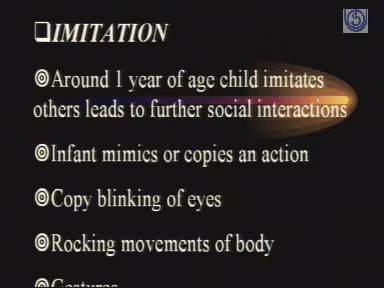 ❑IMITATION
◎Around 1 year of age child imitates
others leads to further social interactions
◎Infant mimics or copies an action
◎Copy blinking of eyes
◎Rocking movements of body
◎Gestures